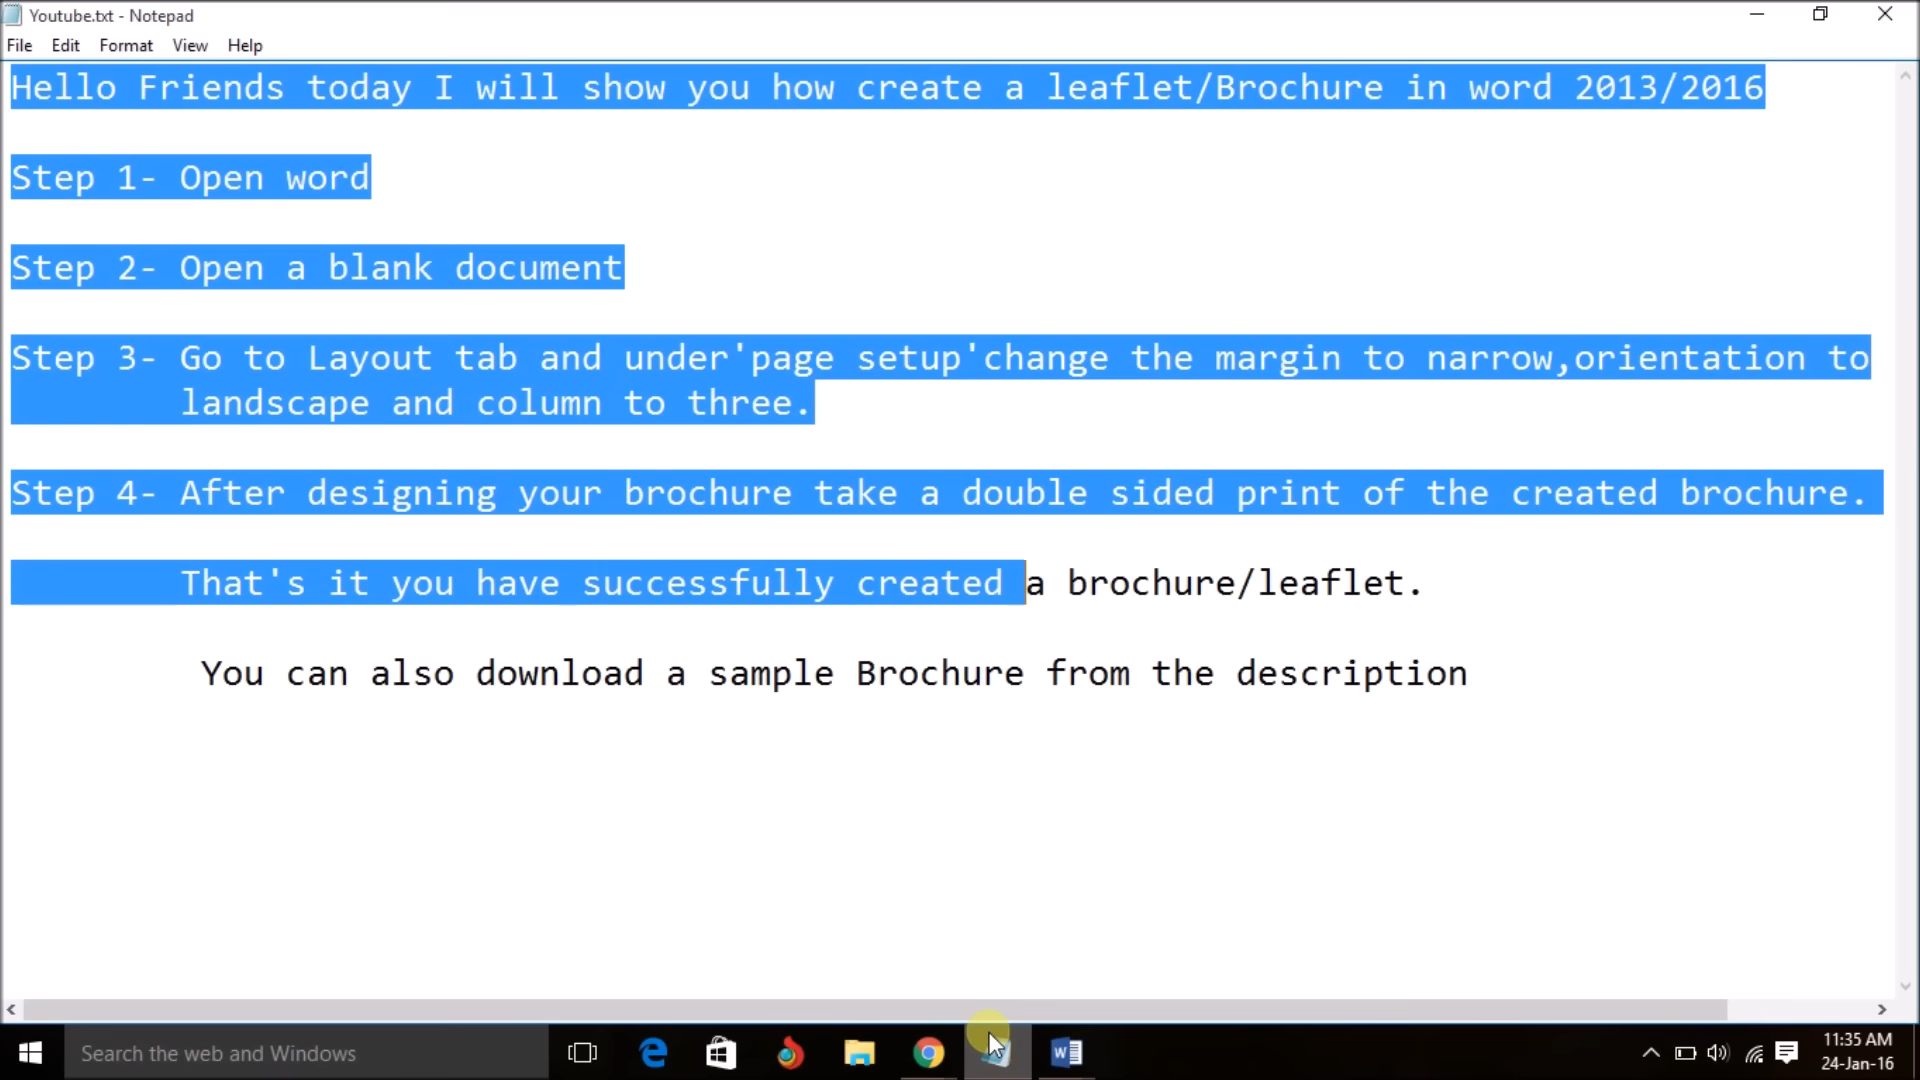 Youtube.txt - Notepad
File Edit Format View Help
Hello Friends today I will show you how create a leaflet/Brochure in word 2013/2016
Step 1- Open word
Step 2- Open a blank document
Step 3- Go to Layout tab and under'page setup'change the margin to narrow,orientation to
landscape and column to three.
Step 4- After designing your brochure take a double sided print of the created brochure.
That's it you have successfully created a brochure/leaflet.
You can also download a sample Brochure from the description
Search the web and Windows
11:35 AM
24-Jan-16